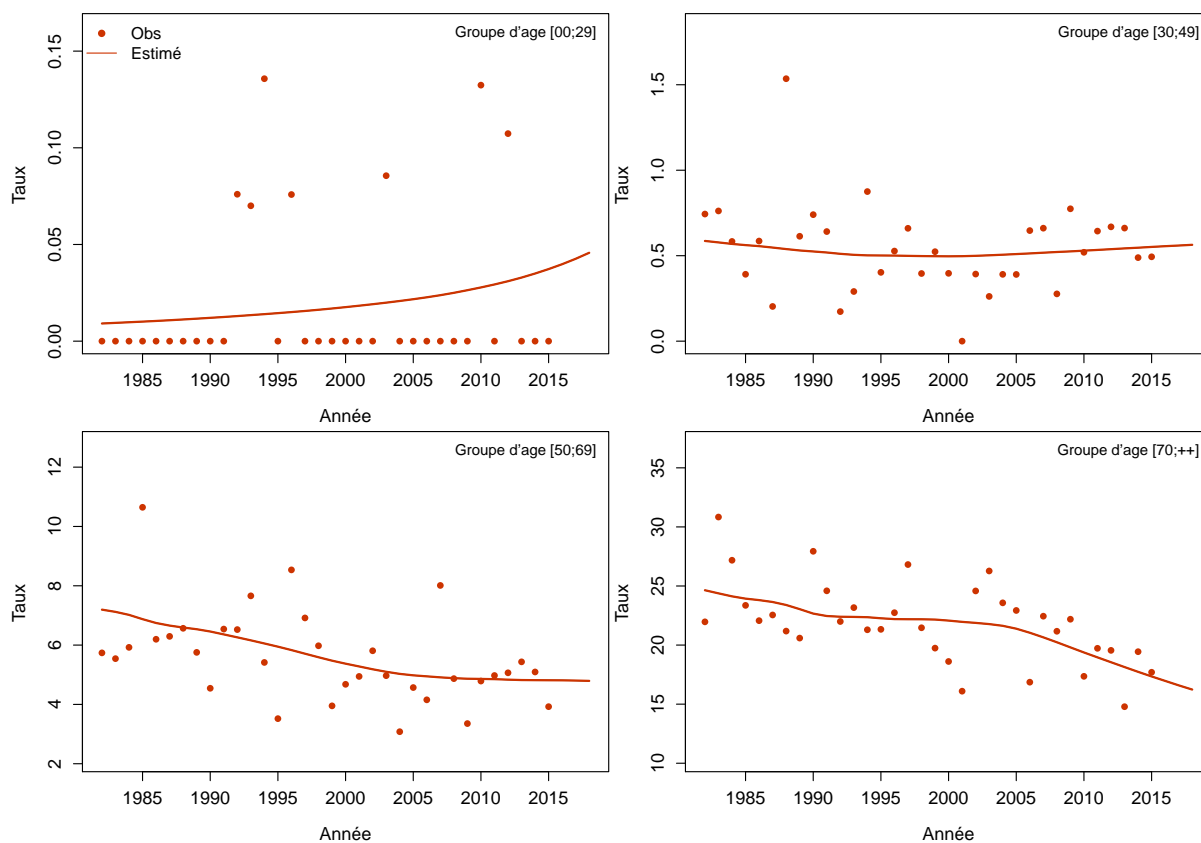 Obs
Estimé
Groupe d'age [00;29]
0.15
0.10
0.05
0.00
Taux
1985 1990 1995 2000 2005 2010 2015
Année
Groupe d'age [30;49]
1.5
1.0
0.5
0.0
Taux
1985 1990 1995 2000 2005 2010 2015
Année
Groupe d'age [50;69]
12
10
8
6
4
2
Taux
1985 1990 1995 2000 2005 2010 2015
Année
Groupe d'age [70;++]
35
30
25
20
15
10
Taux
1985 1990 1995 2000 2005 2010 2015
Année